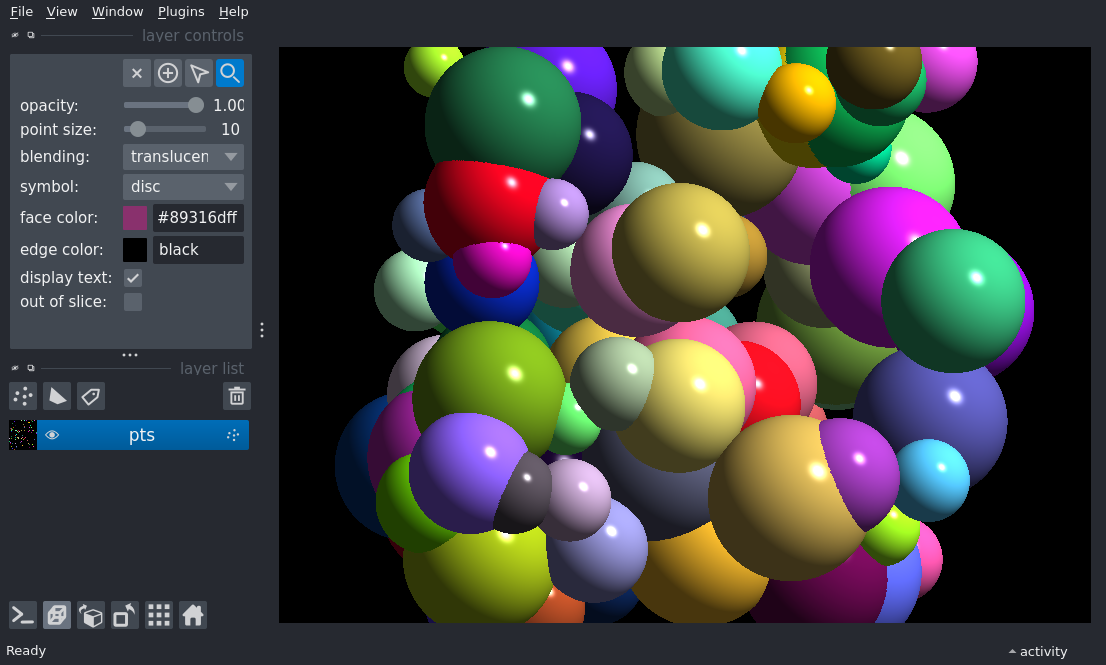 File View Window Plugins Help
layer controls
opacity: 1.00
point size: 10
blending: translucen
symbol: disc
face color: #89316dff
edge color: black
display text:
out of slice:
layer list
pts
Ready
activity